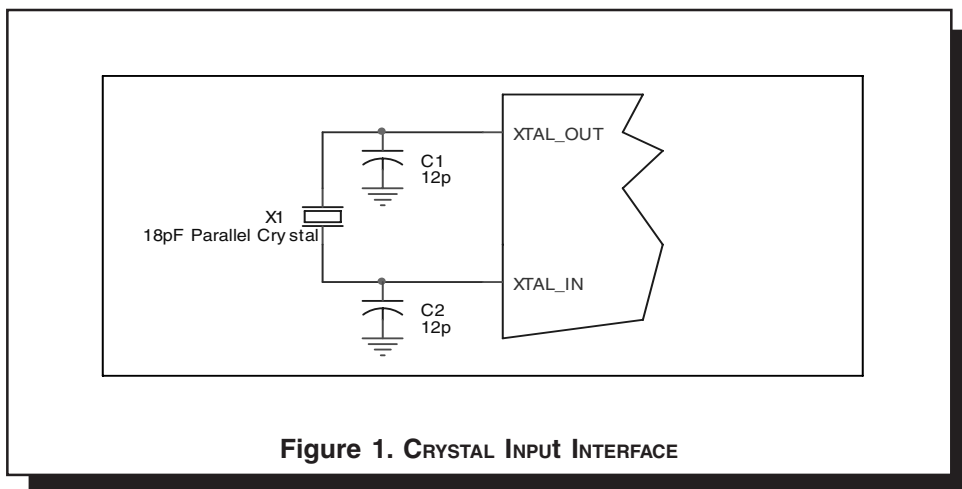 XTAL_OUT
C1
12p
X1
18pF Parallel Cry stal
XTAL_IN
C2
12p
Figure 1. CRYSTAL INPUt INTERFACE